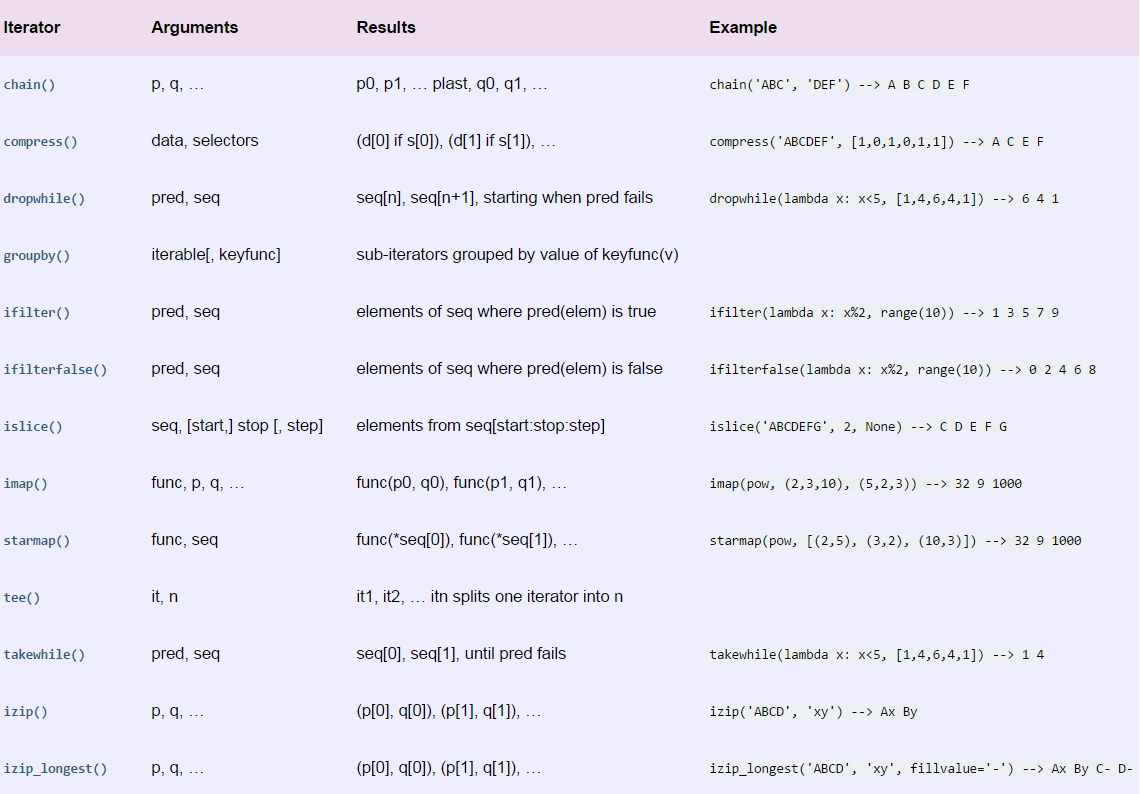 Iterator Arguments Results Example
chain() p, q, … p0, p1, … plast, q0, q1, … chain('ABC', 'DEF') --> A B C D E F
compress() data, selectors (d[0] if s[0]), (d[1] if s[1]), … compress('ABCDEF', [1,0,1,0,1,1]) --> A C E F
dropwhile() pred, seq seq[n], seq[n+1], starting when pred fails dropwhile(lambda x: x<5, [1,4,6,4,1]) --> 6 4 1
groupby() iterable[, keyfunc] sub-iterators grouped by value of keyfunc(v)
ifilter() pred, seq elements of seq where pred(elem) is true ifilter(lambda x: x%2, range(10)) --> 1 3 5 7 9
ifilterfalse() pred, seq elements of seq where pred(elem) is false ifilterfalse(lambda x: x%2, range(10)) --> 0 2 4 6 8
islice() seq, [start,] stop [, step] elements from seq[start:stop:step] islice('ABCDEFG', 2, None) --> C D E F G
imap() func, p, q, … func(p0, q0), func(p1, q1), … imap(pow, (2,3,10), (5,2,3)) --> 32 9 1000
starmap() func, seq func(*seq[0]), func(*seq[1]), … starmap(pow, [(2,5), (3,2), (10,3)]) --> 32 9 1000
tee() it, n it1, it2, … itn splits one iterator into n
takewhile() pred, seq seq[0], seq[1], until pred fails takewhile(lambda x: x<5, [1,4,6,4,1]) --> 1 4
izip() p, q, … (p[0], q[0]), (p[1], q[1]), … izip('ABCD', 'xy') --> Ax By
izip_longest() p, q, … (p[0], q[0]), (p[1], q[1]), … izip_longest('ABCD', 'xy', fillvalue='-') --> Ax By C- D-